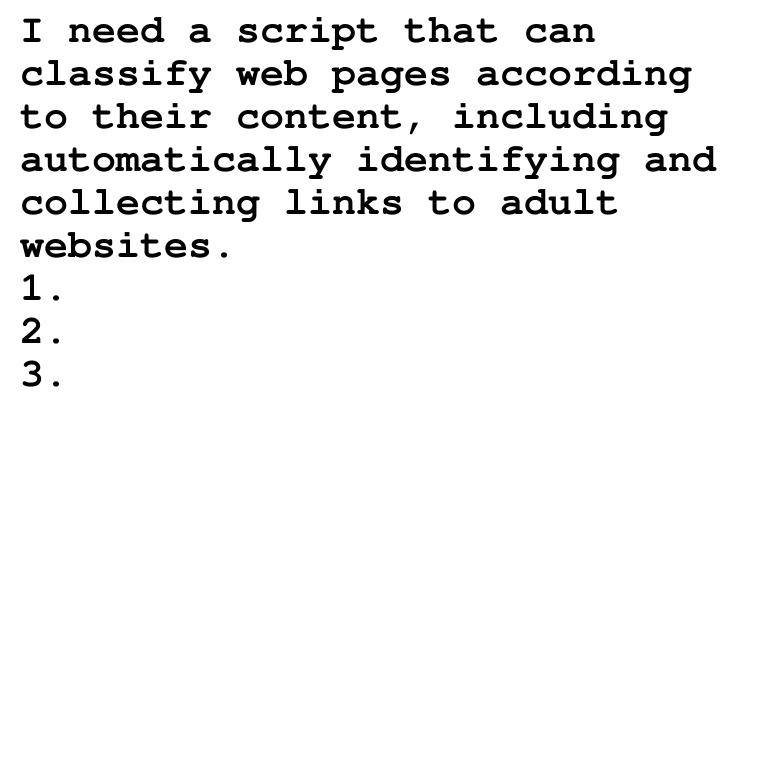 I need a script that can
classify web pages according
to their content, including
automatically identifying and
collecting links to adult
websites.
1.
2.
3.